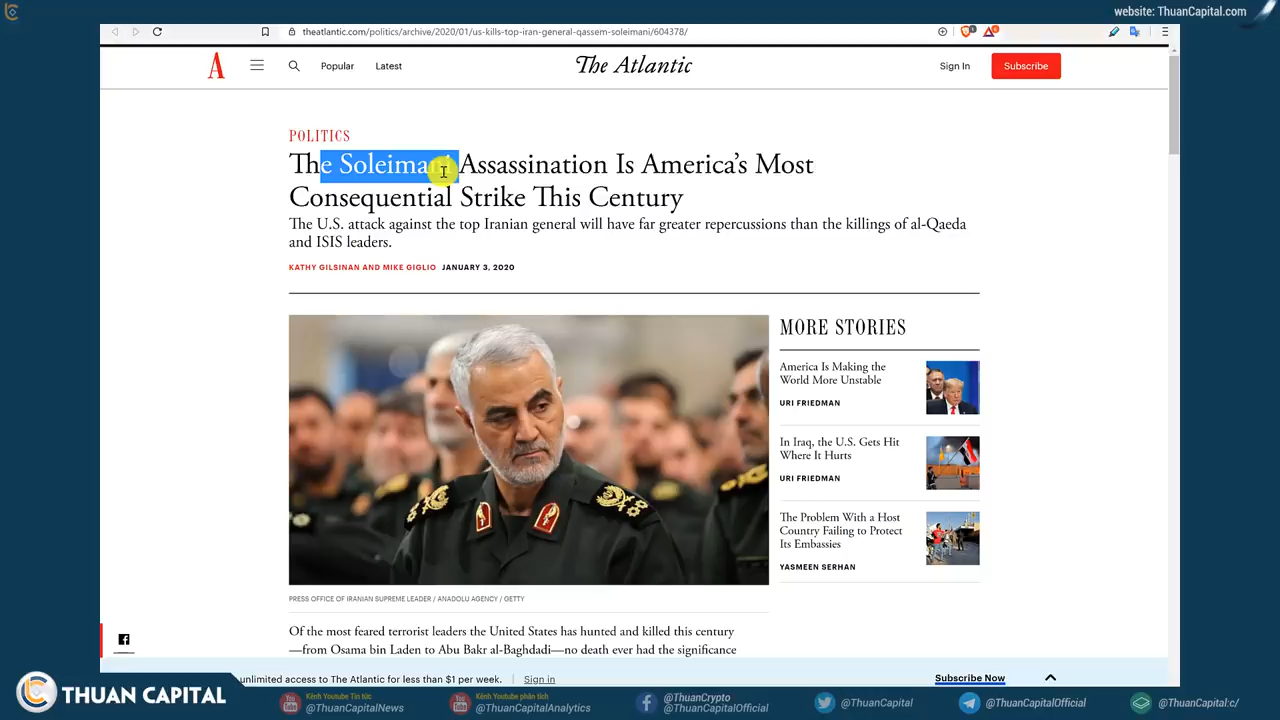 website: ThuanCapital.com
theatlantic.com/politics/archive/2020/01/us-kills-top-iran-general-qassem-soleimani/604378/
A
Popular
Latest
The Atlantic
Sign In
Subscribe
POLITICS
The Soleimani Assassination Is America's Most
Consequential Strike This Century
The U.S. attack against the top Iranian general will have far greater repercussions than the killings of al-Qaeda
and ISIS leaders.
KATHY GILSINAN AND MIKE GIGLIO JANUARY 3, 2020
MORE STORIES
America Is Making the
World More Unstable
URI FRIEDMAN
In Iraq, the U.S. Gets Hit
Where It Hurts
URI FRIEDMAN
The Problem With a Host
Country Failing to Protect
Its Embassies
YASMEEN SERHAN
PRESS OFFICE OF IRANIAN SUPREME LEADER / ANADOLU AGENCY / GETTY
Of the most feared terrorist leaders the United States has hunted and killed this century
—from Osama bin Laden to Abu Bakr al-Baghdadi—no death ever had the significance
unlimited access to The Atlantic for less than $1 per week. Sign in
Subscribe Now
THUAN CAPITAL
Kênh Youtube Tin tức
@ThuanCapitalNews
Kênh Youtube phân tích
@ThuanCapitalAnalytics
@ThuanCrypto
@ThuanCapitalOfficial
@ThuanCapital
@ThuanCapitalOfficial
@ThuanCapital:c/